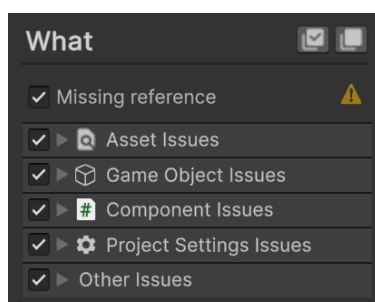 What
Missing reference
Asset Issues
Game Object Issues
# Component Issues
Project Settings Issues
Other Issues